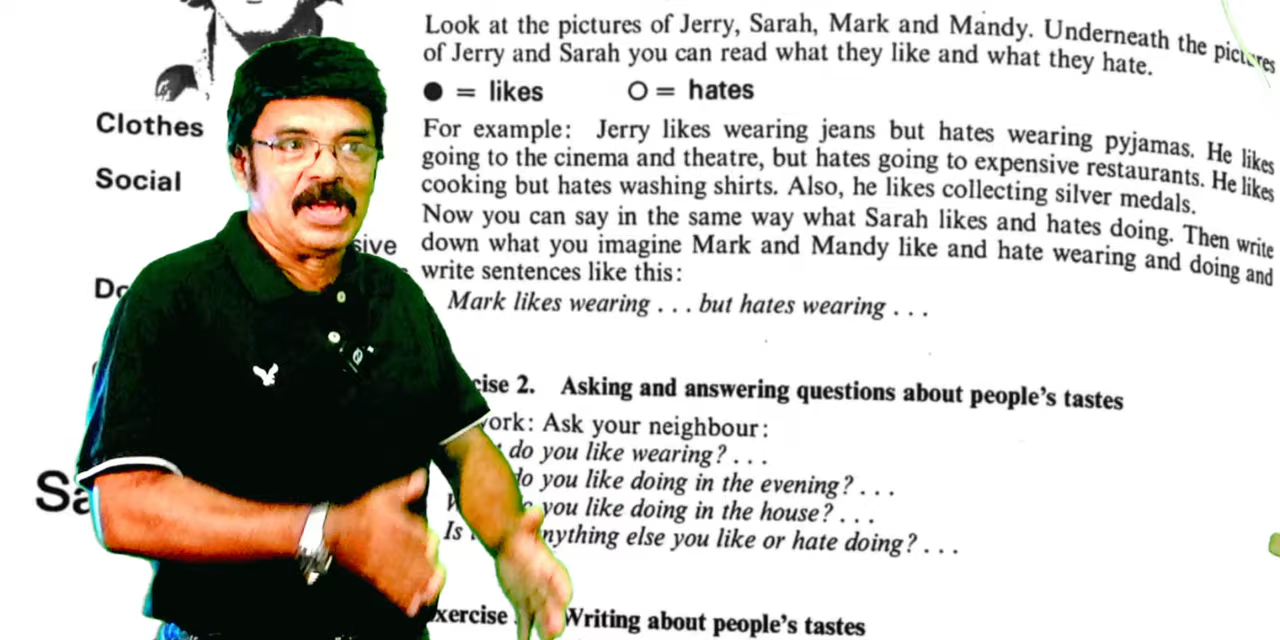 Look at the pictures of Jerry, Sarah, Mark and Mandy. Underneath the pictures
of Jerry and Sarah you can read what they like and what they hate.
● = likes ○ = hates
Clothes
Social
For example: Jerry likes wearing jeans but hates wearing pyjamas. He likes
going to the cinema and theatre, but hates going to expensive restaurants. He likes
cooking but hates washing shirts. Also, he likes collecting silver medals.
Now you can say in the same way what Sarah likes and hates doing. Then write
down what you imagine Mark and Mandy like and hate wearing and doing and
write sentences like this:
Mark likes wearing . . . but hates wearing . . .
2. Asking and answering questions about people's tastes
Ask your neighbour:
do you like wearing? . . .
you like doing in the evening? . . .
you like doing in the house? . . .
Is else you like or hate doing? . . .
Writing about people's tastes